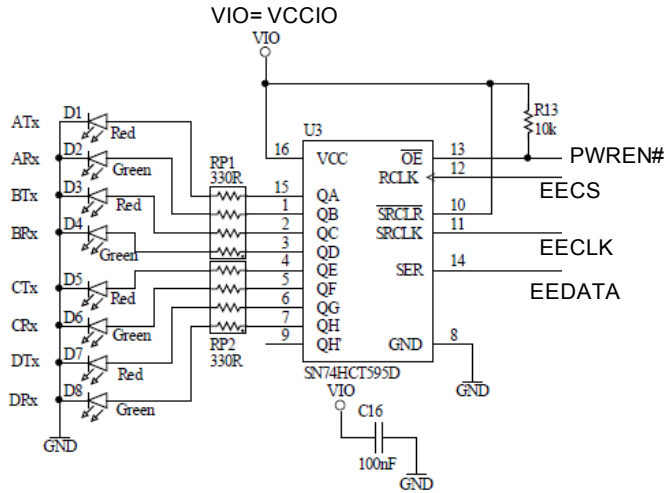 VIO= VCCIO
VIO
ATx D1 Red
ARx D2 Green
BTx D3 Red
BRx D4 Green
CTx D5 Red
CRx D6 Green
DTx D7 Red
DRx D8 Green
GND
RP1
330R
RP2
330R
U3
16 VCC OE 13 PWREN#
RCLK 12 EECS
15 QA SRCLR 10
1 QB SRCLK 11 EECLK
2 QC
3 QD
4 QE SER 14 EEDATA
5 QF
6 QG
7 QH
9 QH' GND 8
SN74HCT595D
GND
R13
10k
VIO
C16
100nF
GND